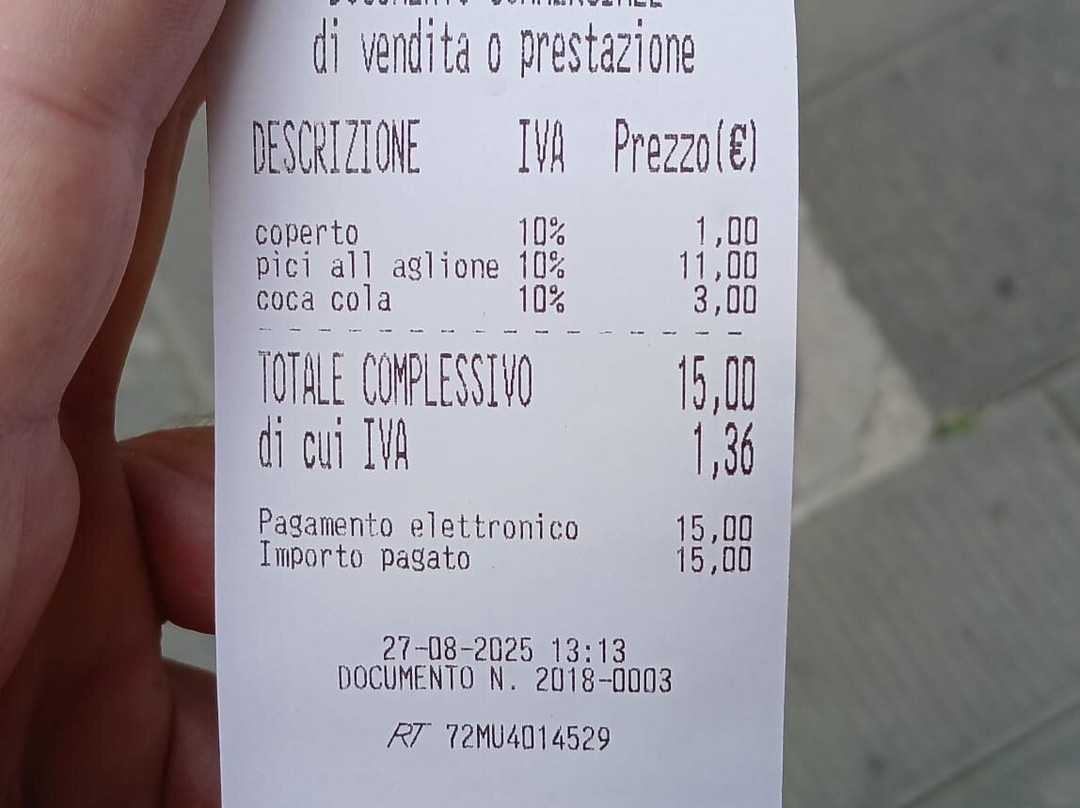 DOCUMENTO COMMERCIALE
di vendita o prestazione
DESCRIZIONE IVA Prezzo(€)
coperto 10% 1,00
pici all aglione 10% 11,00
coca cola 10% 3,00
TOTALE COMPLESSIVO 15,00
di cui IVA 1,36
Pagamento elettronico 15,00
Importo pagato 15,00
27-08-2025 13:13
DOCUMENTO N. 2018-0003
RT 72MU4014529